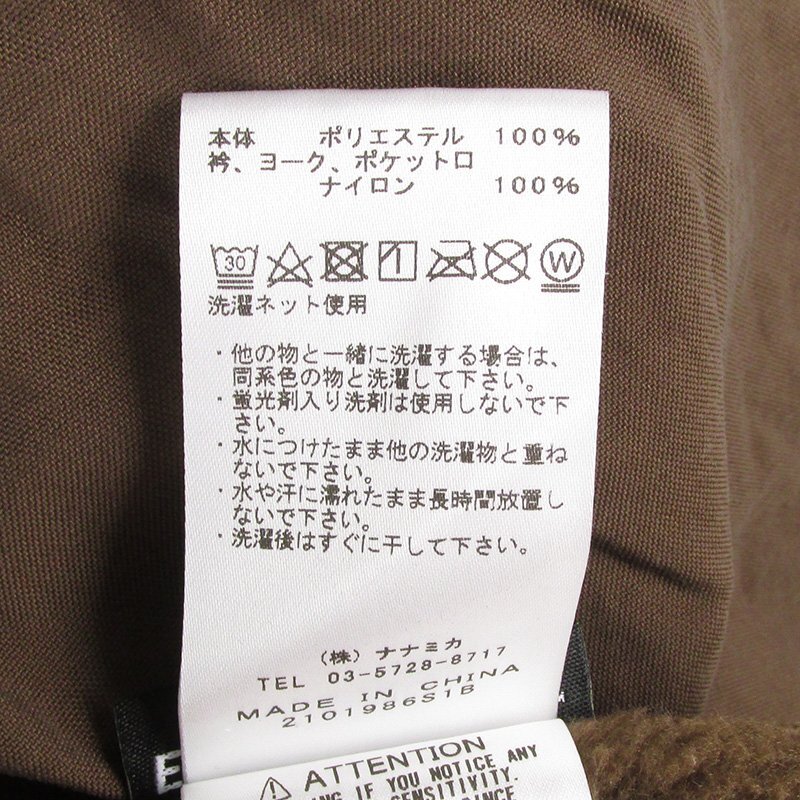 本体 ポリエステル 100%
衿、ヨーク、ポケット口
ナイロン 100%
30 1 W
洗濯ネット使用
・他の物と一緒に洗濯する場合は、
同系色の物と洗濯して下さい。
・蛍光剤入り洗剤は使用しないで下
さい。
・水につけたまま他の洗濯物と重ね
ないで下さい。
・水や汗に濡れたまま長時間放置し
ないで下さい。
・洗濯後はすぐに干して下さい。
(株) ナナミカ
TEL 03-5728-8717
MADE IN CHINA
2101986S1B
E
ATTENTION
ING IF YOU NOTICE ANY
SENSITIVITY.